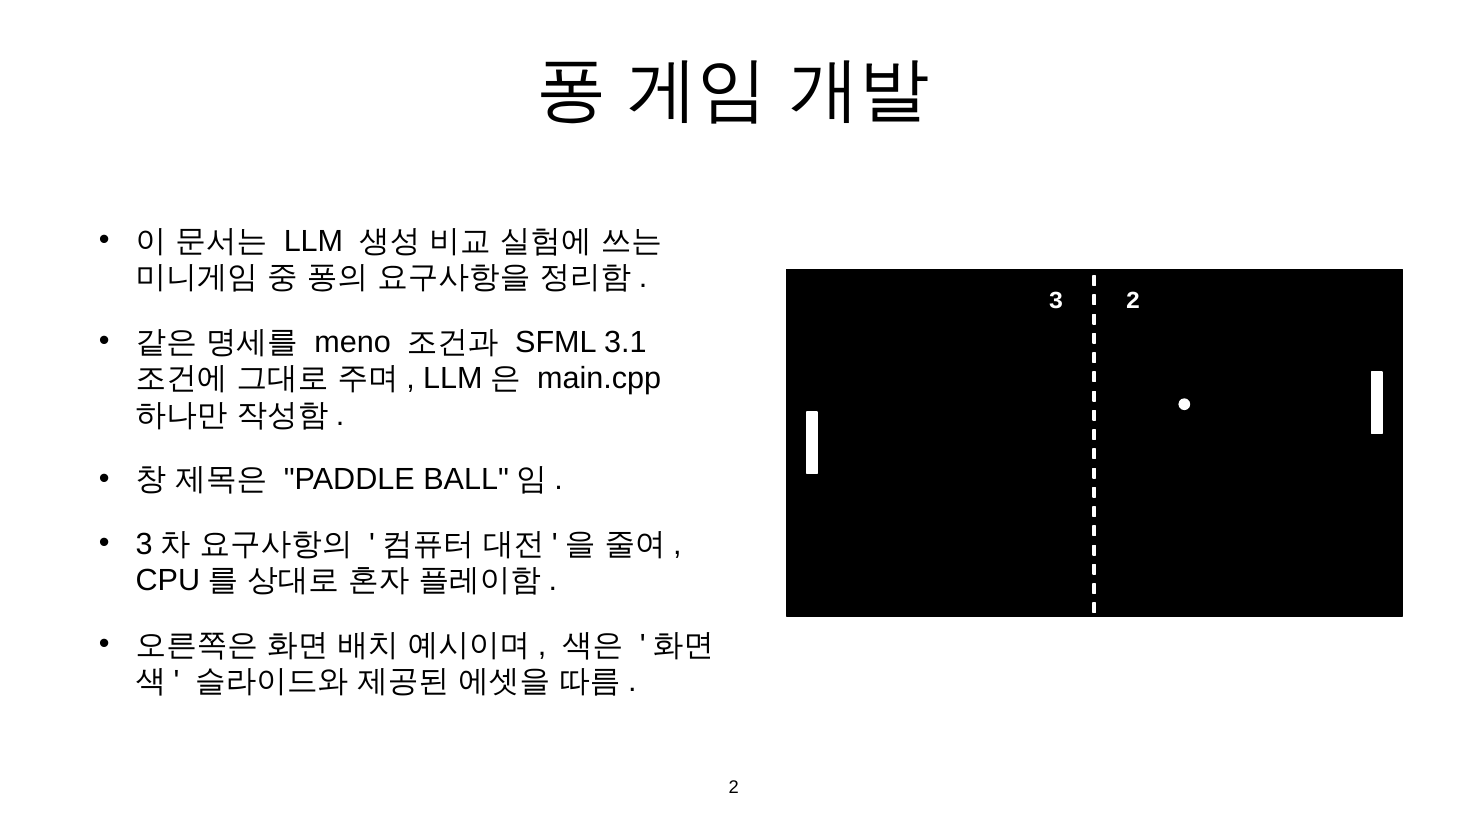 퐁 게임 개발
• 이 문서는 LLM 생성 비교 실험에 쓰는
미니게임 중 퐁의 요구사항을 정리함.
• 같은 명세를 meno 조건과 SFML 3.1
조건에 그대로 주며, LLM은 main.cpp
하나만 작성함.
• 창 제목은 "PADDLE BALL"임.
• 3차 요구사항의 '컴퓨터 대전'을 줄여,
CPU를 상대로 혼자 플레이함.
• 오른쪽은 화면 배치 예시이며, 색은 '화면
색' 슬라이드와 제공된 에셋을 따름.
3 2
2